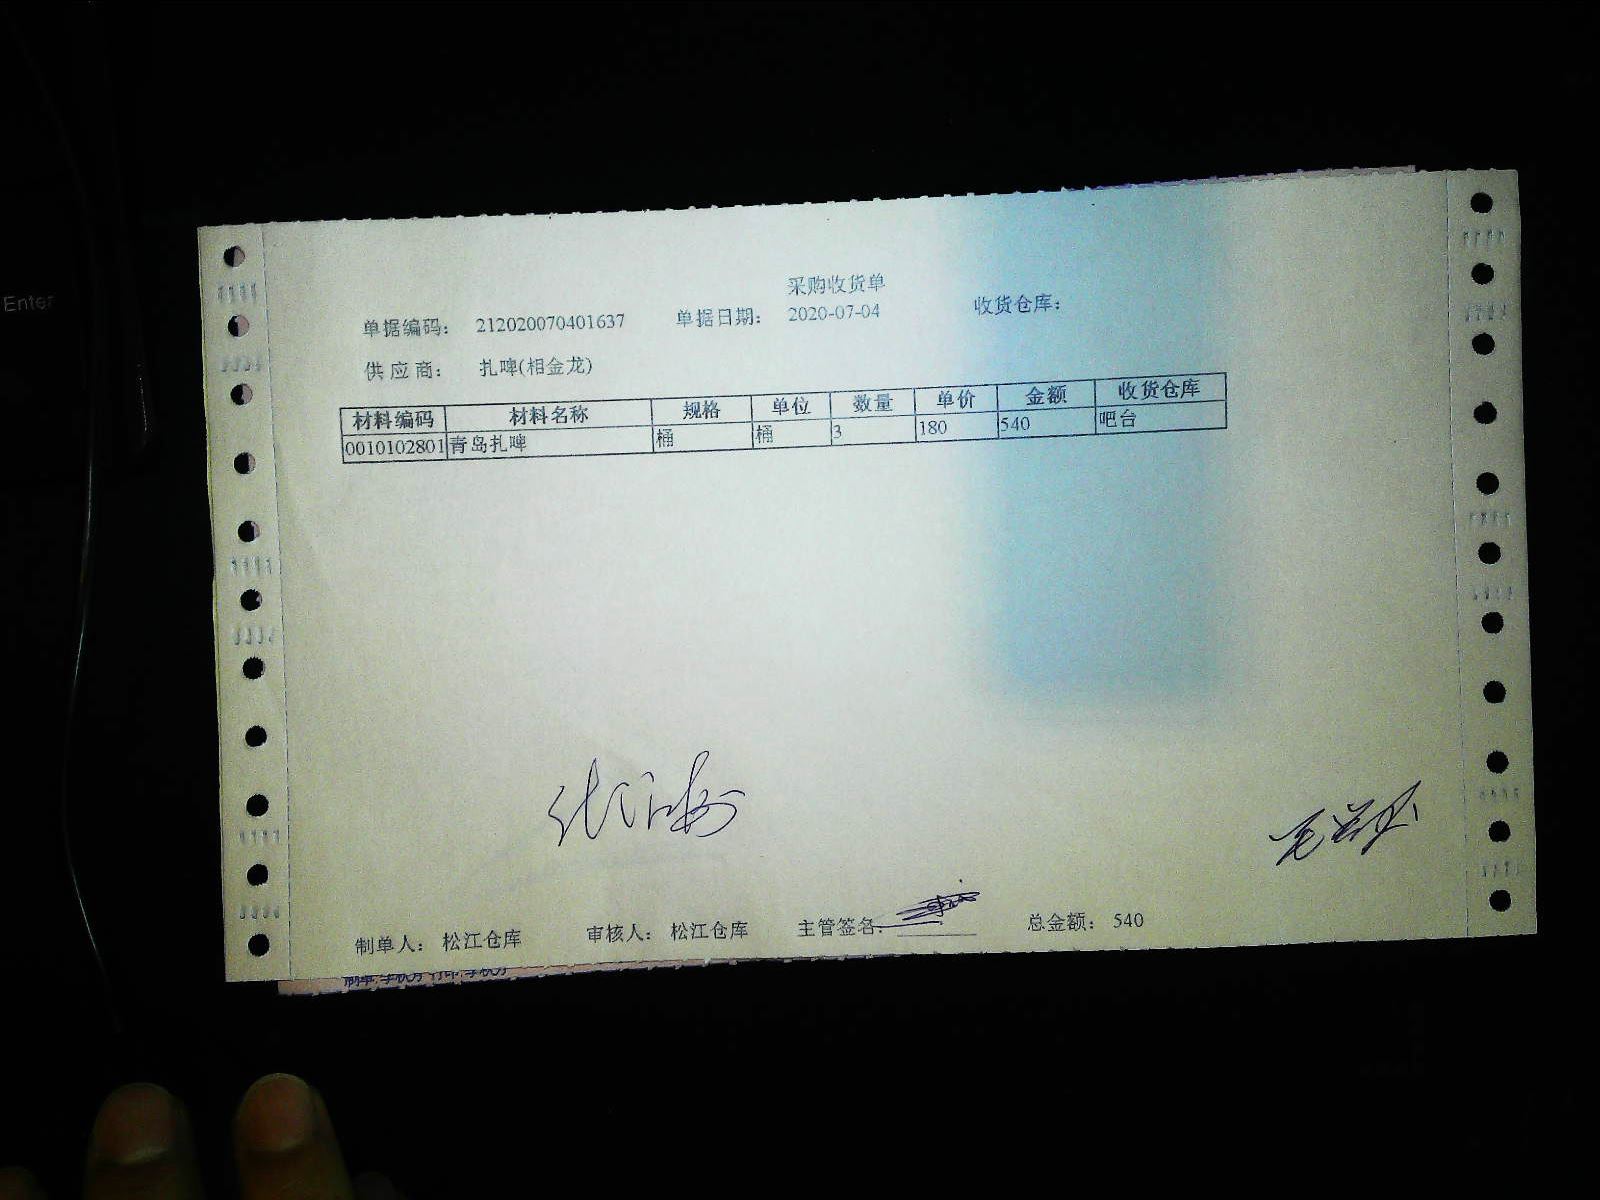 Enter
采购收货单
单据编码: 212020070401637 单据日期: 2020-07-04 收货仓库:
供应商: 扎啤(相金龙)
材料编码 材料名称 规格 单位 数量 单价 金额 收货仓库
0010102801 青岛扎啤 桶 桶 3 180 540 吧台
制单人: 松江仓库 审核人: 松江仓库 主管签名: 总金额: 540